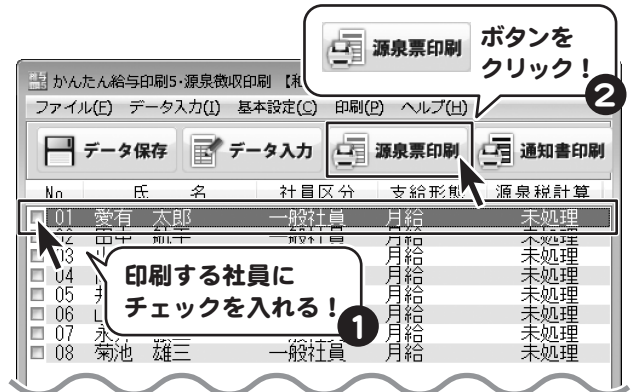 源泉票印刷
ボタンを
クリック！
2
かんたん給与印刷5・源泉徴収印刷 【
ファイル(F) データ入力(I) 基本設定(C) 印刷(P) ヘルプ(H)
データ保存 データ入力 源泉票印刷 通知書印刷
No 氏 名 社員区分 支給形態 源泉税計算
01 愛有 太郎 一般社員 月給 未処理
02 田中 航平 一般社員 月給 未処理
03 月給 未処理
04 月給 未処理
05 月給 未処理
06 月給 未処理
07 月給 未処理
08 菊池 雄三 一般社員 月給 未処理
印刷する社員に
チェックを入れる！
1